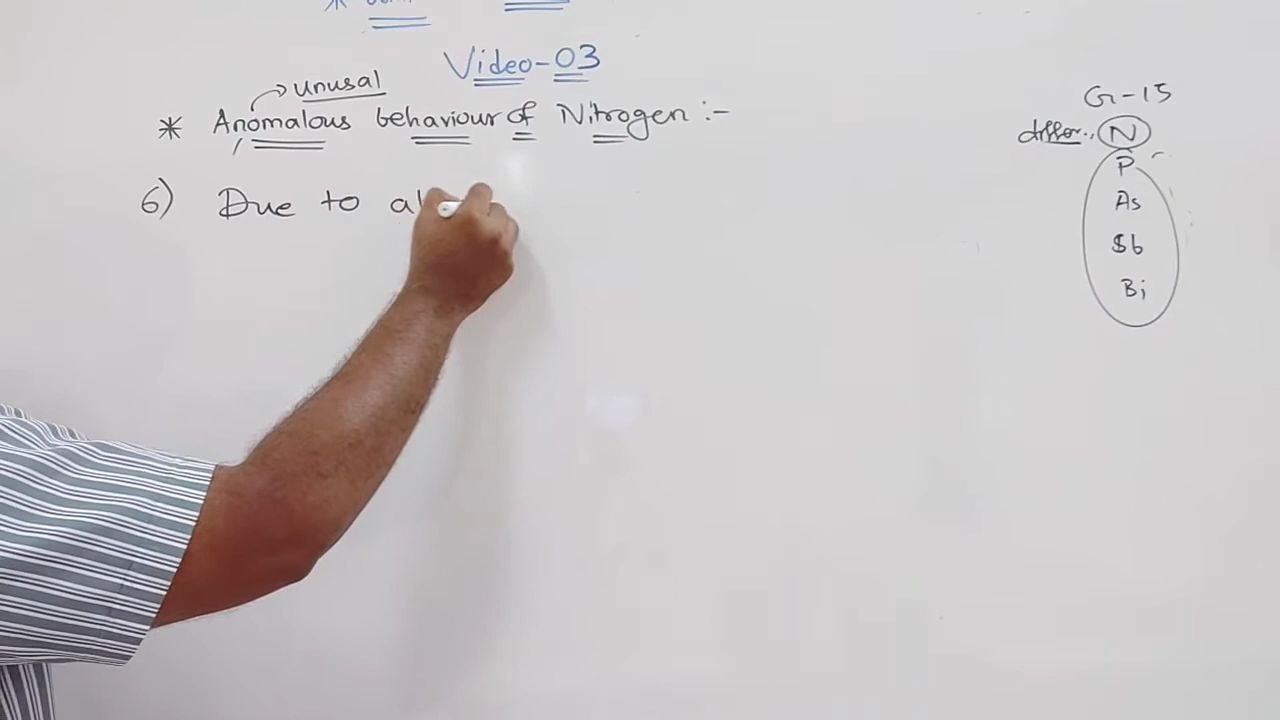 Video-03
unusal
* Anomalous behaviour of Nitrogen :-
6) Due to
G-15
differ.., N
P
As
Sb
Bi